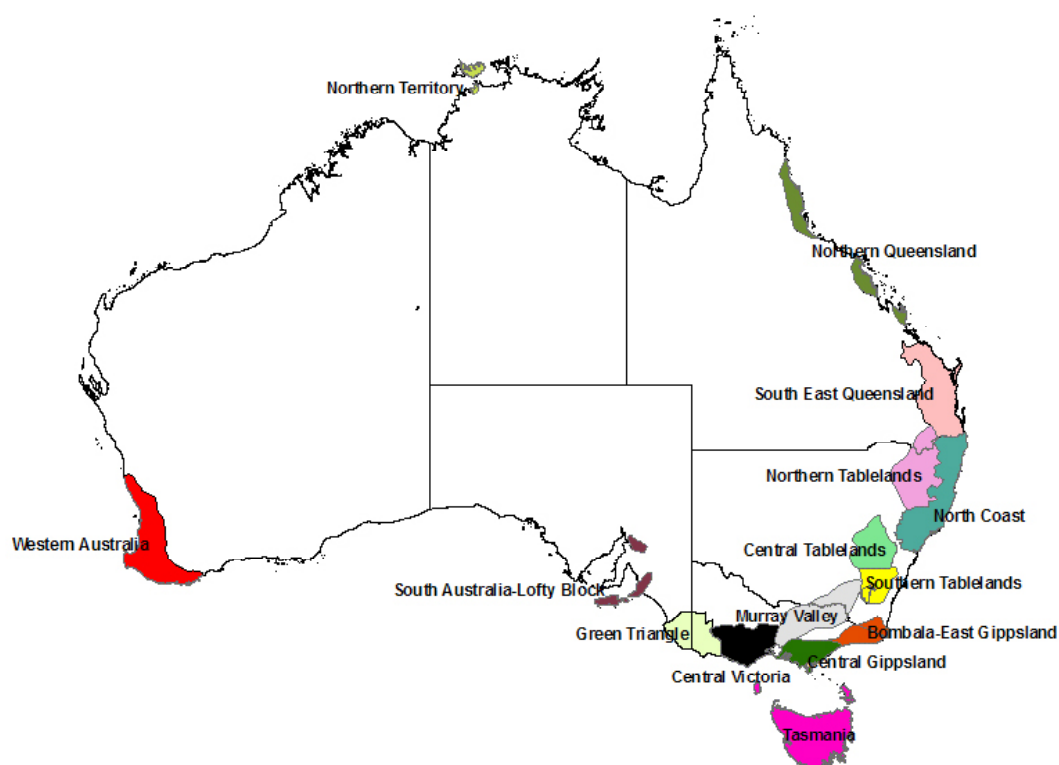 Northern Territory
Northern Queensland
South East Queensland
Northern Tablelands
North Coast
Western Australia
Central Tablelands
Southern Tablelands
South Australia-Lofty Block
Murray Valley
Green Triangle
Bombala-East Gippsland
Central Gippsland
Central Victoria
Tasmania